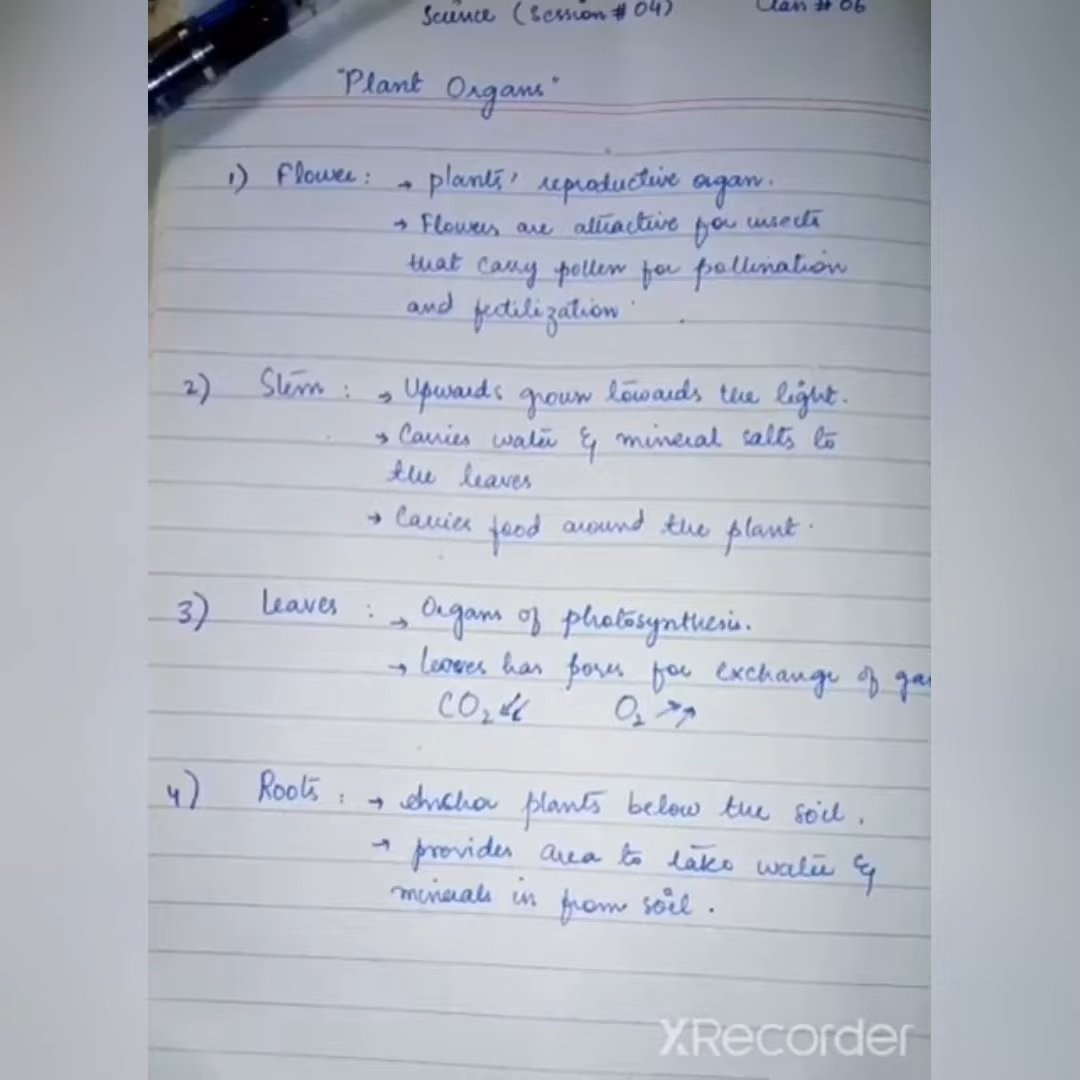 Science (Session # 04) Class # 06
"Plant Organs"
1) Flower : → plants' reproductive organ.
→ Flowers are attractive for insects
that carry pollen for pollination
and fertilization.
2) Stem : → Upwards grown towards the light.
→ Carries water & mineral salts to
the leaves
→ Carries food around the plant.
3) Leaves : → Organs of photosynthesis.
→ leaves has pores for exchange of ga
CO₂ ↙↙ O₂ ↗↗
4) Roots : → Anchor plants below the soil.
→ provides area to take water &
minerals in from soil.
XRecorder